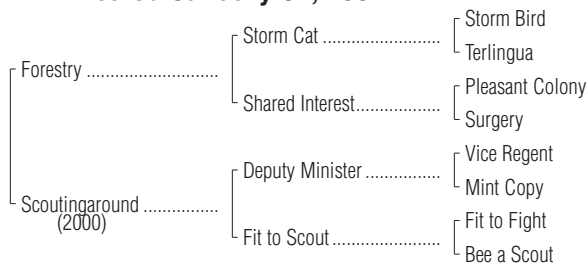 Storm Bird
Storm Cat ........................
Terlingua
Forestry ...........................
Pleasant Colony
Shared Interest.................
Surgery
Vice Regent
Deputy Minister ...............
Mint Copy
Scoutingaround ...............
(2000)
Fit to Fight
Fit to Scout ......................
Bee a Scout